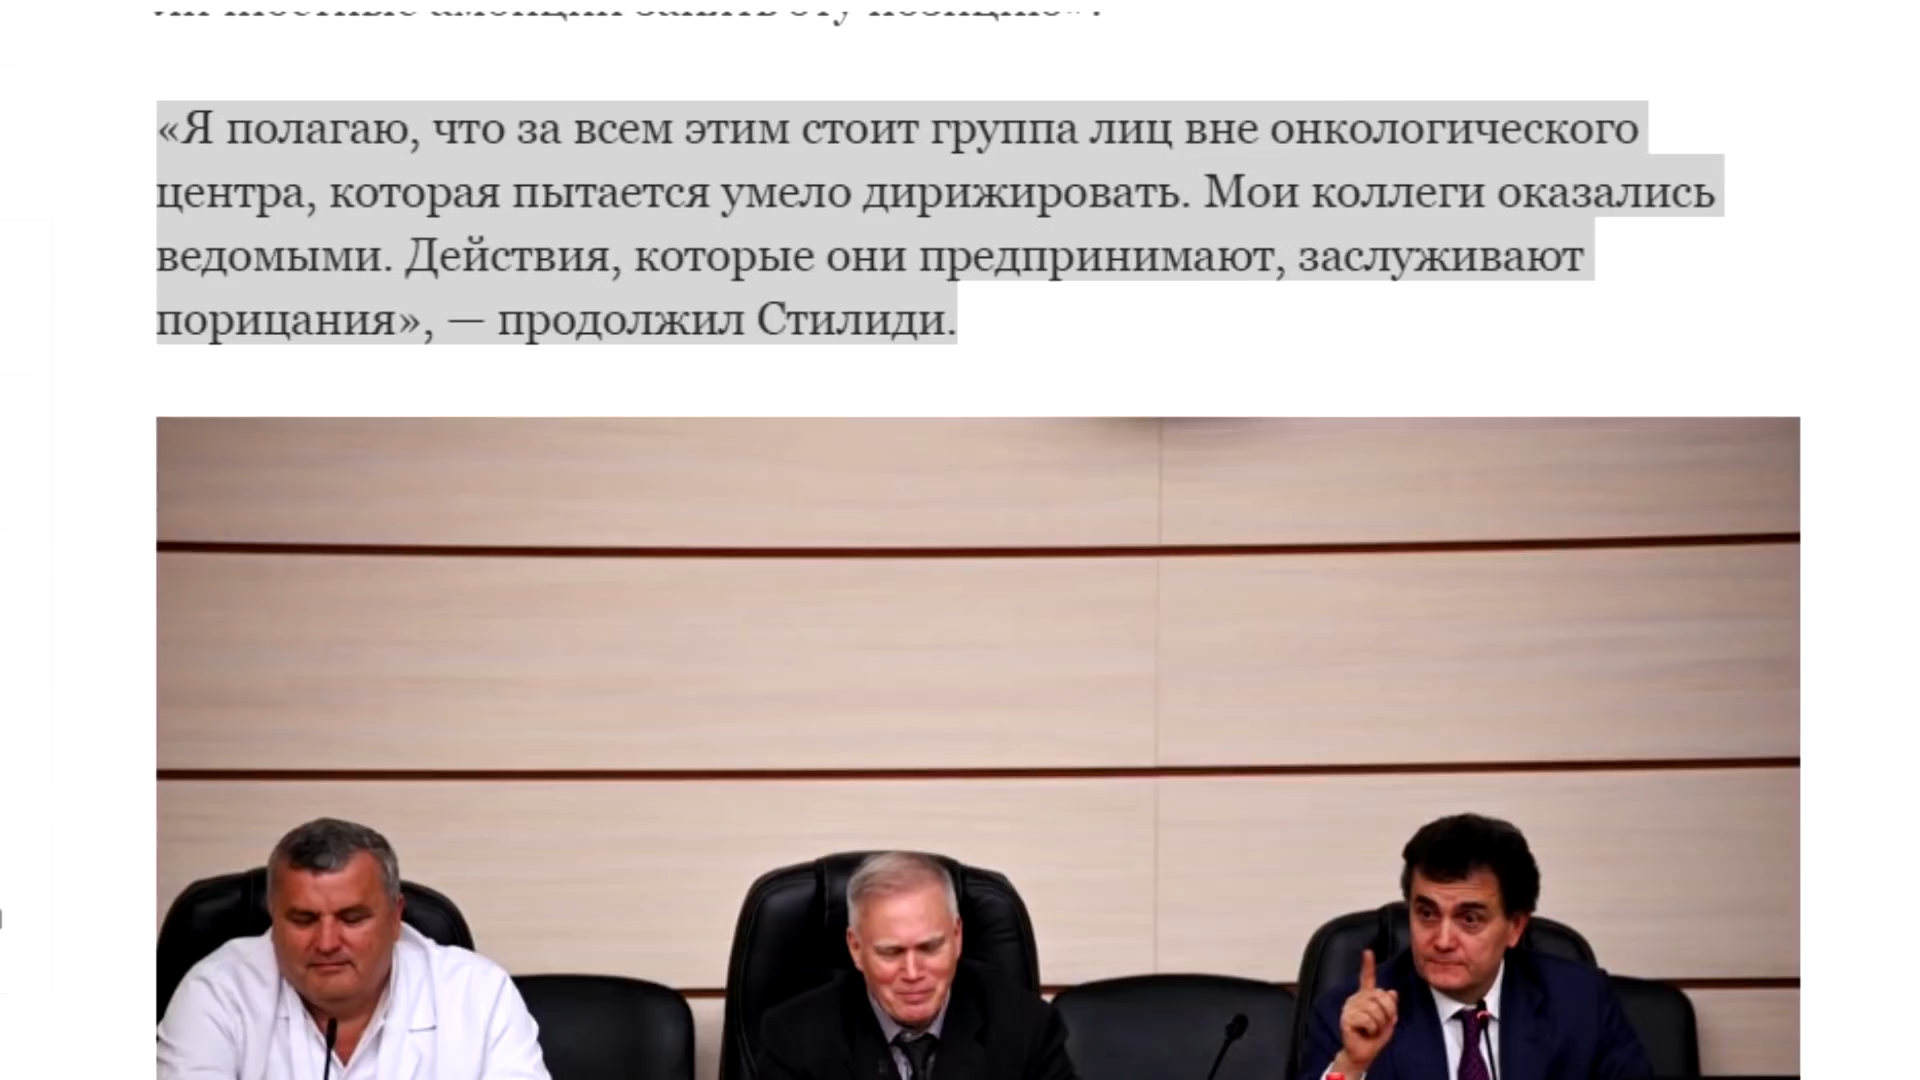 «Я полагаю, что за всем этим стоит группа лиц вне онкологического
центра, которая пытается умело дирижировать. Мои коллеги оказались
ведомыми. Действия, которые они предпринимают, заслуживают
порицания», — продолжил Стилиди.